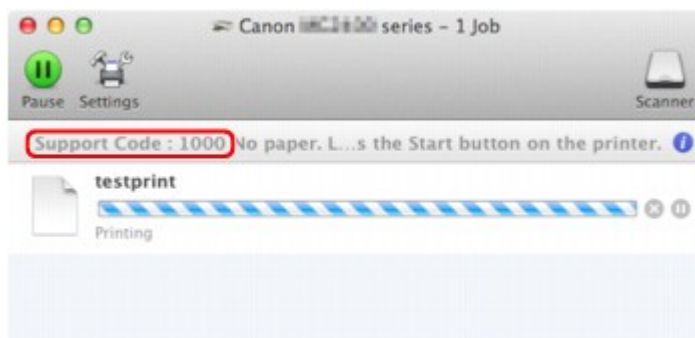 Canon series – 1 Job
Pause Settings
Scanner
Support Code : 1000 No paper. L...s the Start button on the printer.
testprint
Printing